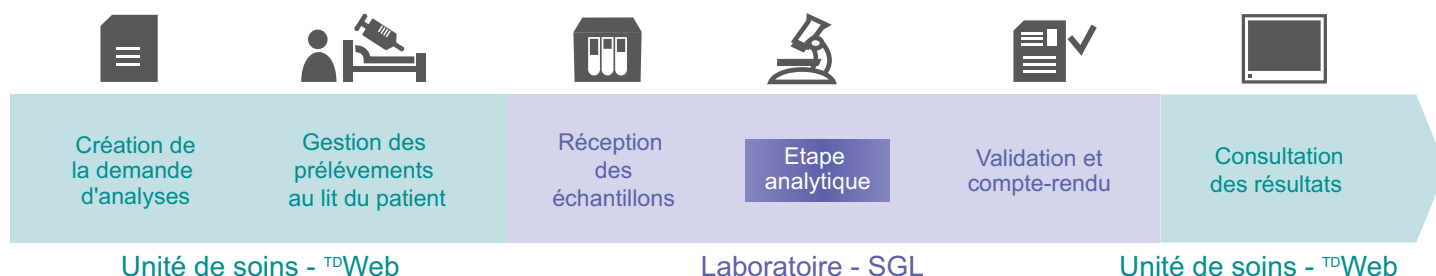 Création de
la demande
d'analyses
Gestion des
prélévements
au lit du patient
Réception
des
échantillons
Etape
analytique
Validation et
compte-rendu
Consultation
des résultats
Unité de soins - TDWeb
Laboratoire - SGL
Unité de soins - TDWeb